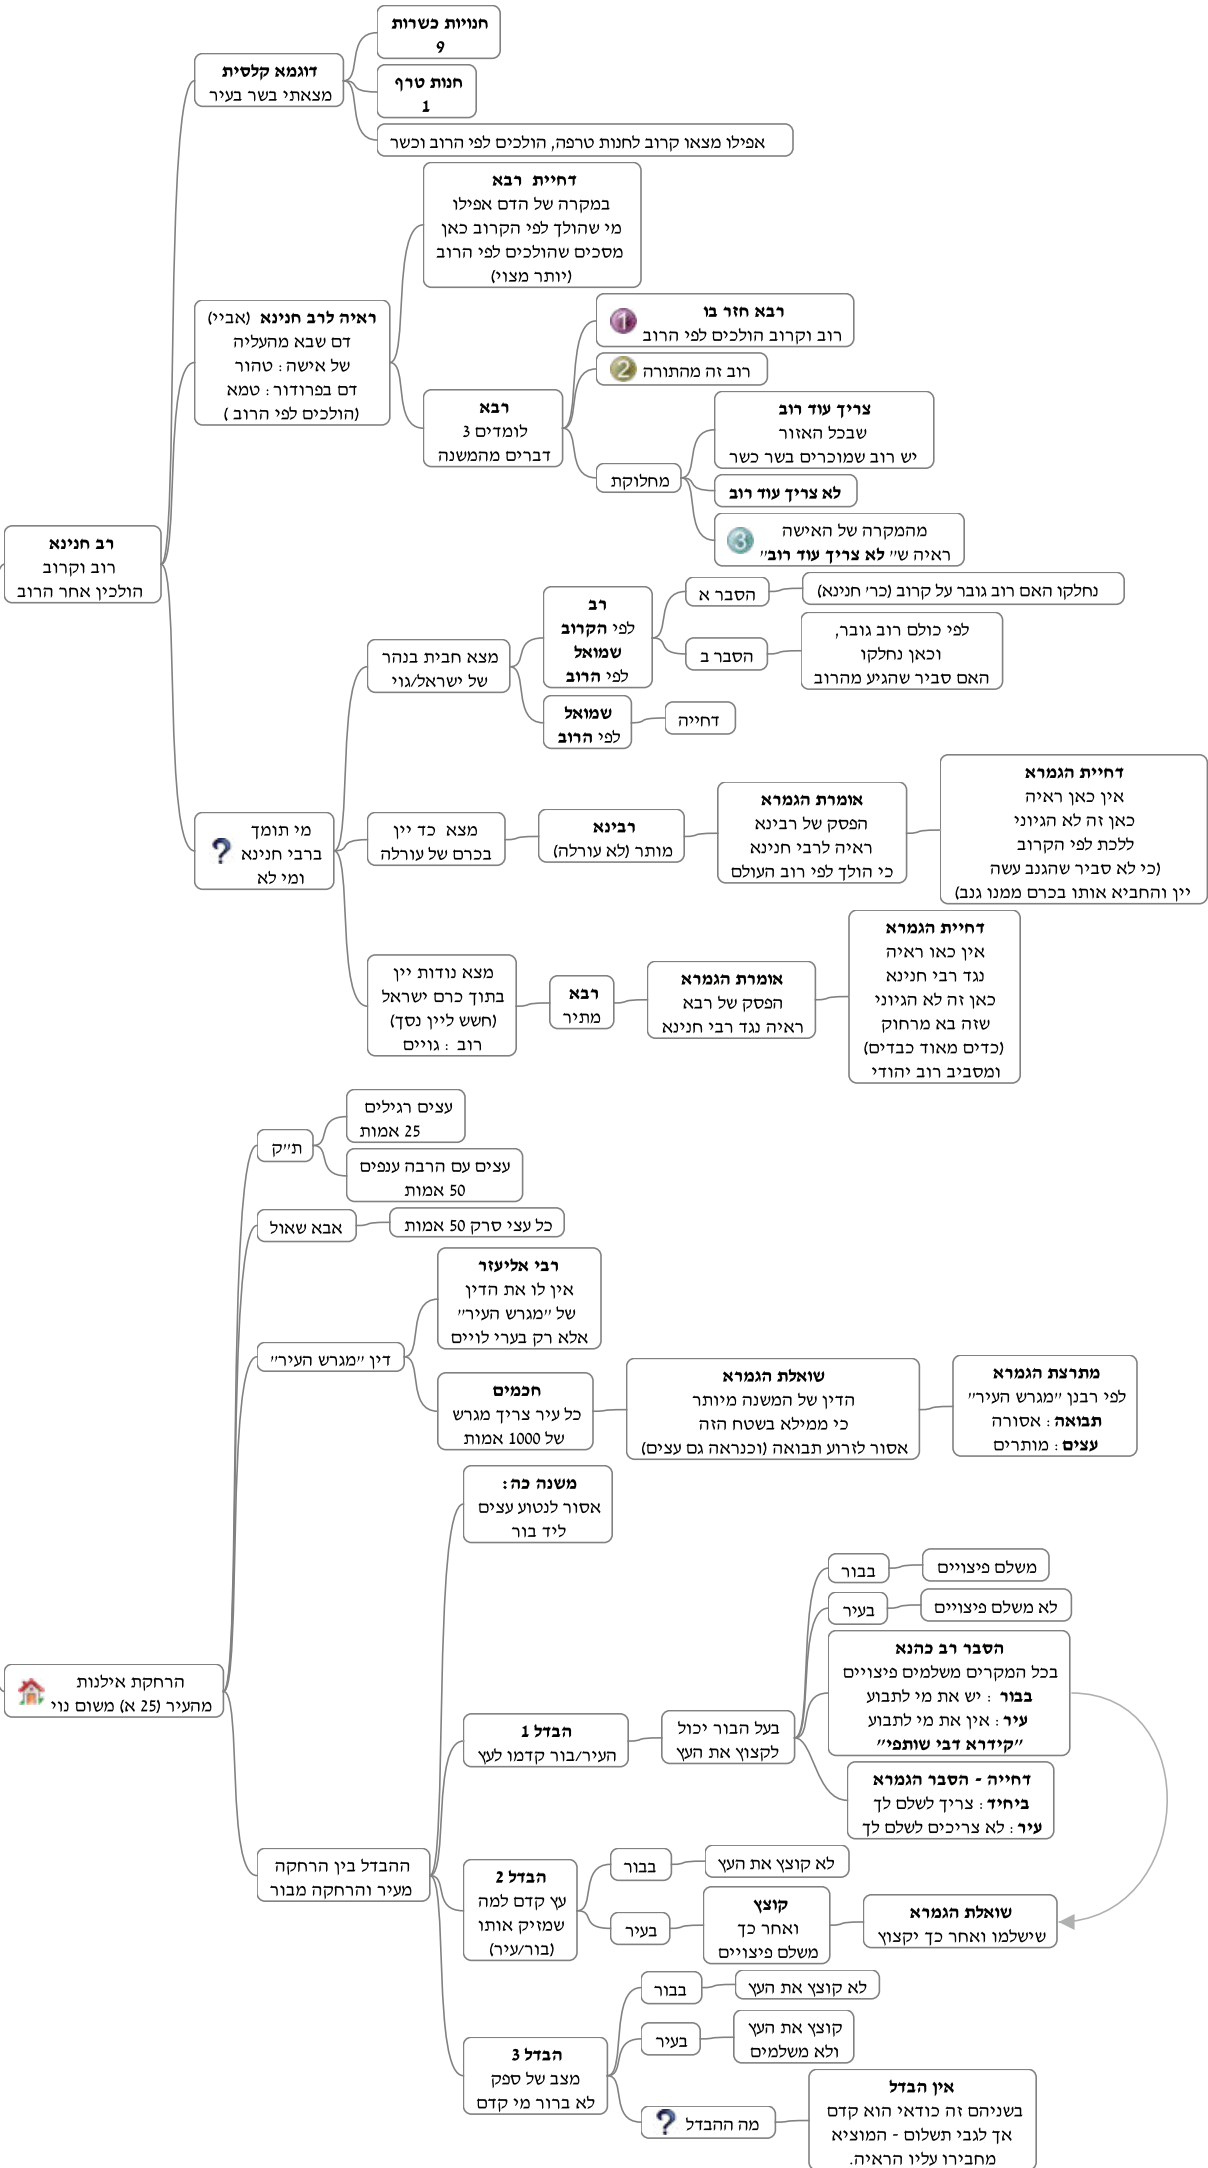 רב חנינא
רוב וקרוב
הולכין אחר הרוב
דוגמא קלסית
מצאתי בשר בעיר
חנויות כשרות
9
חנות טרף
1
אפילו מצאו קרוב לחנות טרפה, הולכים לפי הרוב וכשר
ראיה לרב חנינא (אביי)
דם שבא מהעליה
של אישה : טהור
דם בפרודור : טמא
(הולכים לפי הרוב )
דחיית רבא
במקרה של הדם אפילו
מי שהולך לפי הקרוב כאן
מסכים שהולכים לפי הרוב
(יותר מצוי)
רבא
לומדים 3
דברים מהמשנה
1
רבא חזר בו
רוב וקרוב הולכים לפי הרוב
2
רוב זה מהתורה
מחלוקת
צריך עוד רוב
שבכל האזור
יש רוב שמוכרים בשר כשר
לא צריך עוד רוב
3
מהמקרה של האישה
ראיה ש״ לא צריך עוד רוב״
?
מי תומך
ברבי חנינא
ומי לא
מצא חבית בנהר
של ישראל/גוי
רב
לפי הקרוב
שמואל
לפי הרוב
הסבר א
נחלקו האם רוב גובר על קרוב (כר׳ חנינא)
הסבר ב
לפי כולם רוב גובר,
וכאן נחלקו
האם סביר שהגיע מהרוב
שמואל
לפי הרוב
דחייה
מצא כד יין
בכרם של עורלה
רבינא
מותר (לא עורלה)
אומרת הגמרא
הפסק של רבינא
ראיה לרבי חנינא
כי הולך לפי רוב העולם
דחיית הגמרא
אין כאן ראיה
כאן זה לא הגיוני
ללכת לפי הקרוב
(כי לא סביר שהגנב עשה
יין והחביא אותו בכרם ממנו גנב)
מצא נודות יין
בתוך כרם ישראל
(חשש ליין נסך)
רוב : גויים
רבא
מתיר
אומרת הגמרא
הפסק של רבא
ראיה נגד רבי חנינא
דחיית הגמרא
אין כאו ראיה
נגד רבי חנינא
כאן זה לא הגיוני
שזה בא מרחוק
(כדים מאוד כבדים)
ומסביב רוב יהודי
הרחקת אילנות
מהעיר (25 א) משום נוי
ת״ק
עצים רגילים
25 אמות
עצים עם הרבה ענפים
50 אמות
אבא שאול
כל עצי סרק 50 אמות
דין ״מגרש העיר״
רבי אליעזר
אין לו את הדין
של ״מגרש העיר״
אלא רק בערי לויים
חכמים
כל עיר צריך מגרש
של 1000 אמות
שואלת הגמרא
הדין של המשנה מיותר
כי ממילא בשטח הזה
אסור לזרוע תבואה (וכנראה גם עצים)
מתרצת הגמרא
לפי רבנן ״מגרש העיר״
תבואה : אסורה
עצים : מותרים
ההבדל בין הרחקה
מעיר והרחקה מבור
משנה כה :
אסור לנטוע עצים
ליד בור
הבדל 1
העיר/בור קדמו לעץ
בעל הבור יכול
לקצוץ את העץ
בבור
משלם פיצויים
בעיר
לא משלם פיצויים
הסבר רב כהנא
בכל המקרים משלמים פיצויים
בבור : יש את מי לתבוע
עיר : אין את מי לתבוע
״קידרא דבי שותפי״
דחייה - הסבר הגמרא
ביחיד : צריך לשלם לך
עיר : לא צריכים לשלם לך
הבדל 2
עץ קדם למה
שמזיק אותו
(בור/עיר)
בבור
לא קוצץ את העץ
בעיר
קוצץ
ואחר כך
משלם פיצויים
שואלת הגמרא
שישלמו ואחר כך יקצוץ
הבדל 3
מצב של ספק
לא ברור מי קדם
בבור
לא קוצץ את העץ
בעיר
קוצץ את העץ
ולא משלמים
?
מה ההבדל
אין הבדל
בשניהם זה כודאי הוא קדם
אך לגבי תשלום - המוציא
מחבירו עליו הראיה.